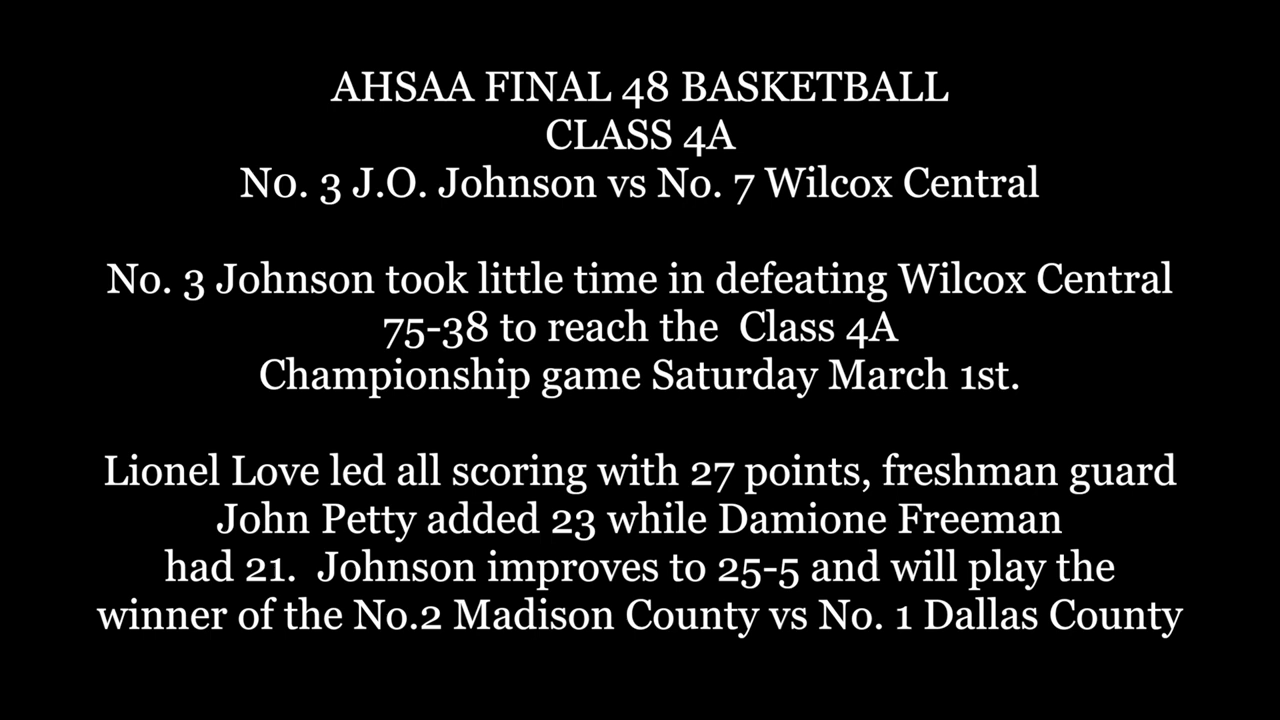 AHSAA FINAL 48 BASKETBALL
CLASS 4A
No. 3 J.O. Johnson vs No. 7 Wilcox Central
No. 3 Johnson took little time in defeating Wilcox Central
75-38 to reach the  Class 4A
Championship game Saturday March 1st.
Lionel Love led all scoring with 27 points, freshman guard
John Petty added 23 while Damione Freeman
had 21.  Johnson improves to 25-5 and will play the
winner of the No.2 Madison County vs No. 1 Dallas County